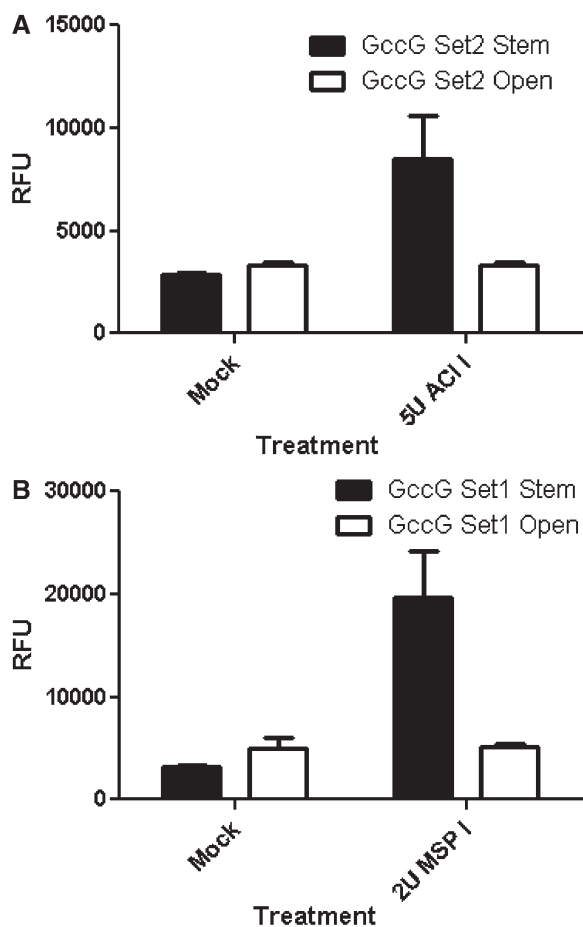 A
15000
10000
5000
0
RFU
GccG Set2 Stem
GccG Set2 Open
Mock
5U ACI I
Treatment
B
30000
20000
10000
0
RFU
GccG Set1 Stem
GccG Set1 Open
Mock
2U MSP I
Treatment